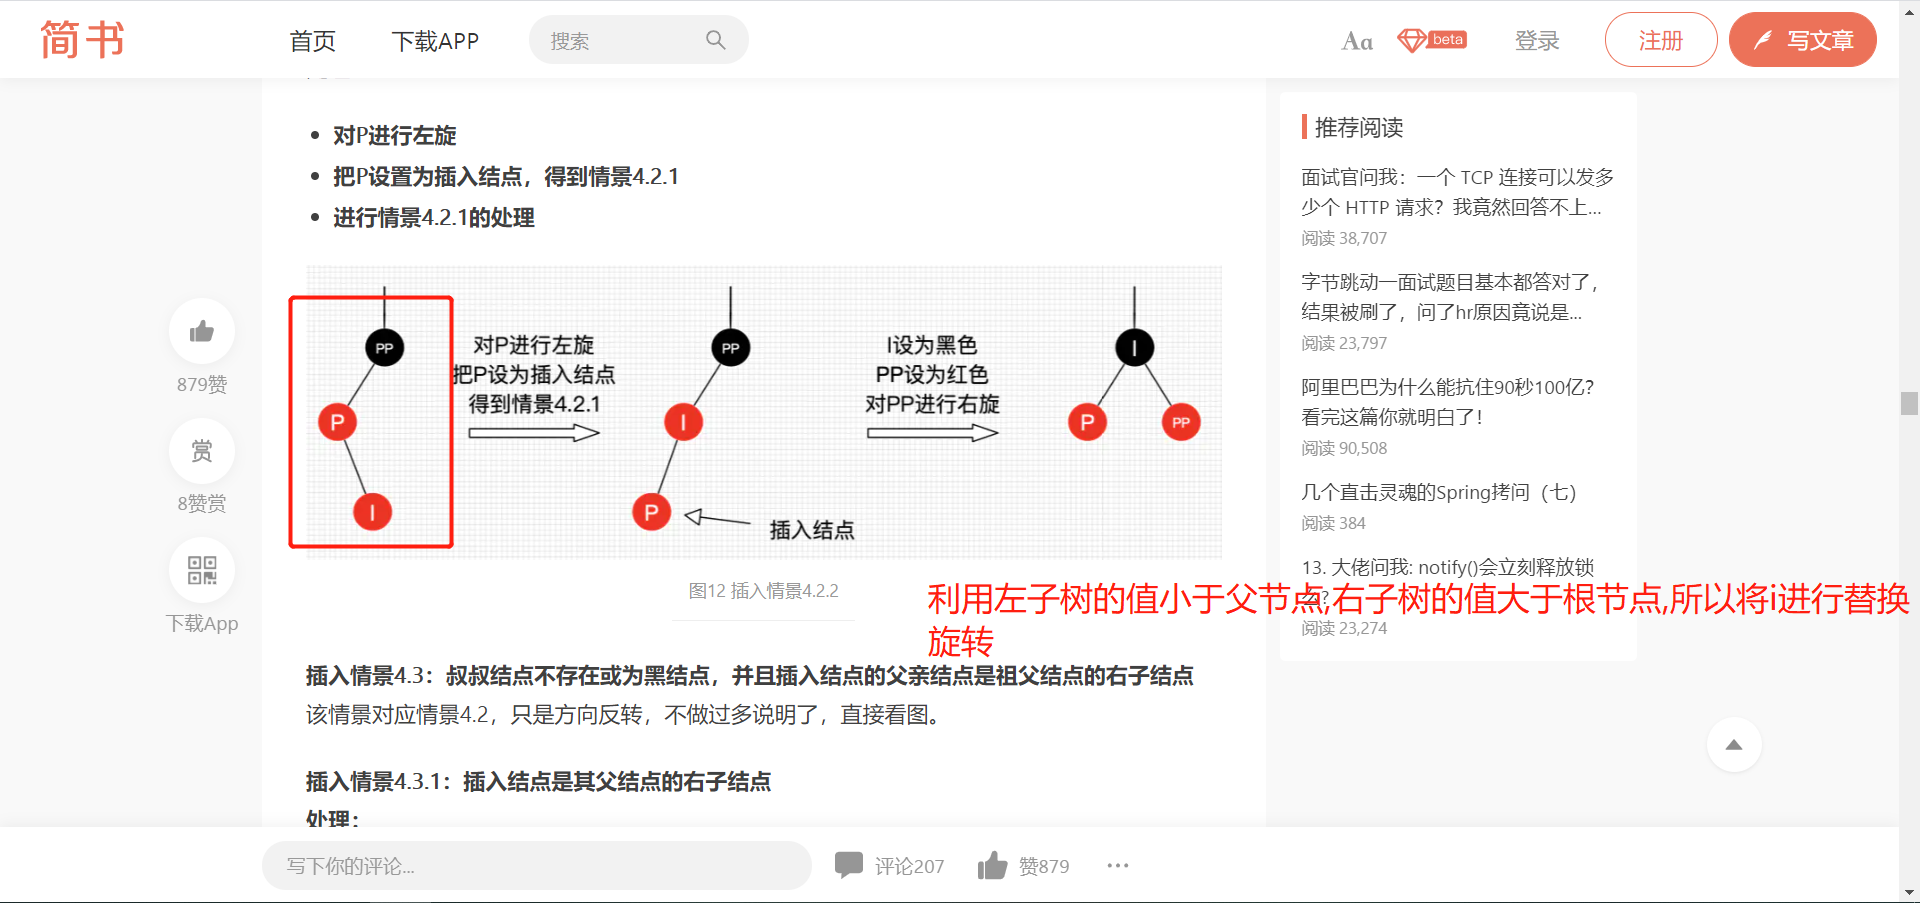 简书
首页
下载APP
搜索
Aa
beta
登录
注册
写文章
对P进行左旋
把P设置为插入结点，得到情景4.2.1
进行情景4.2.1的处理
PP
P
I
对P进行左旋
把P设为插入结点
得到情景4.2.1
PP
I
P
插入结点
I设为黑色
PP设为红色
对PP进行右旋
I
P
PP
图12 插入情景4.2.2
利用左子树的值小于父节点,右子树的值大于根节点,所以将i进行替换
旋转
插入情景4.3：叔叔结点不存在或为黑结点，并且插入结点的父亲结点是祖父结点的右子结点
该情景对应情景4.2，只是方向反转，不做过多说明了，直接看图。
插入情景4.3.1：插入结点是其父结点的右子结点
处理：
879赞
赏
8赞赏
下载App
推荐阅读
面试官问我：一个 TCP 连接可以发多
少个 HTTP 请求？我竟然回答不上...
阅读 38,707
字节跳动一面试题目基本都答对了，
结果被刷了，问了hr原因竟说是...
阅读 23,797
阿里巴巴为什么能抗住90秒100亿？
看完这篇你就明白了！
阅读 90,508
几个直击灵魂的Spring拷问（七）
阅读 384
13. 大佬问我: notify()会立刻释放锁
阅读 23,274
写下你的评论...
评论207
赞879